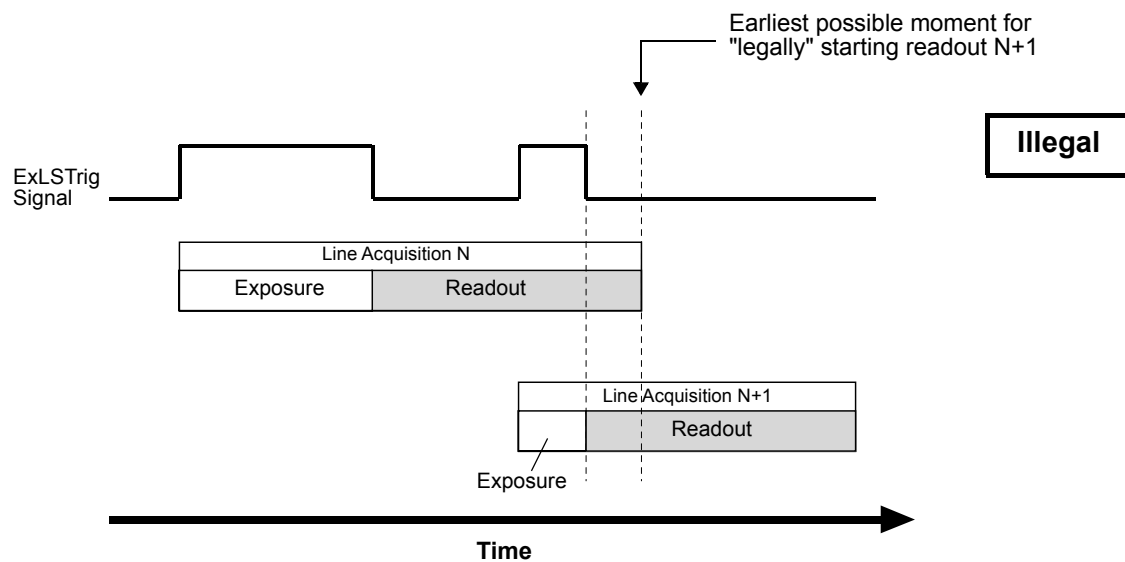 Earliest possible moment for
"legally" starting readout N+1
Illegal
ExLSTrig
Signal
Line Acquisition N
Exposure
Readout
Line Acquisition N+1
Readout
Exposure
Time